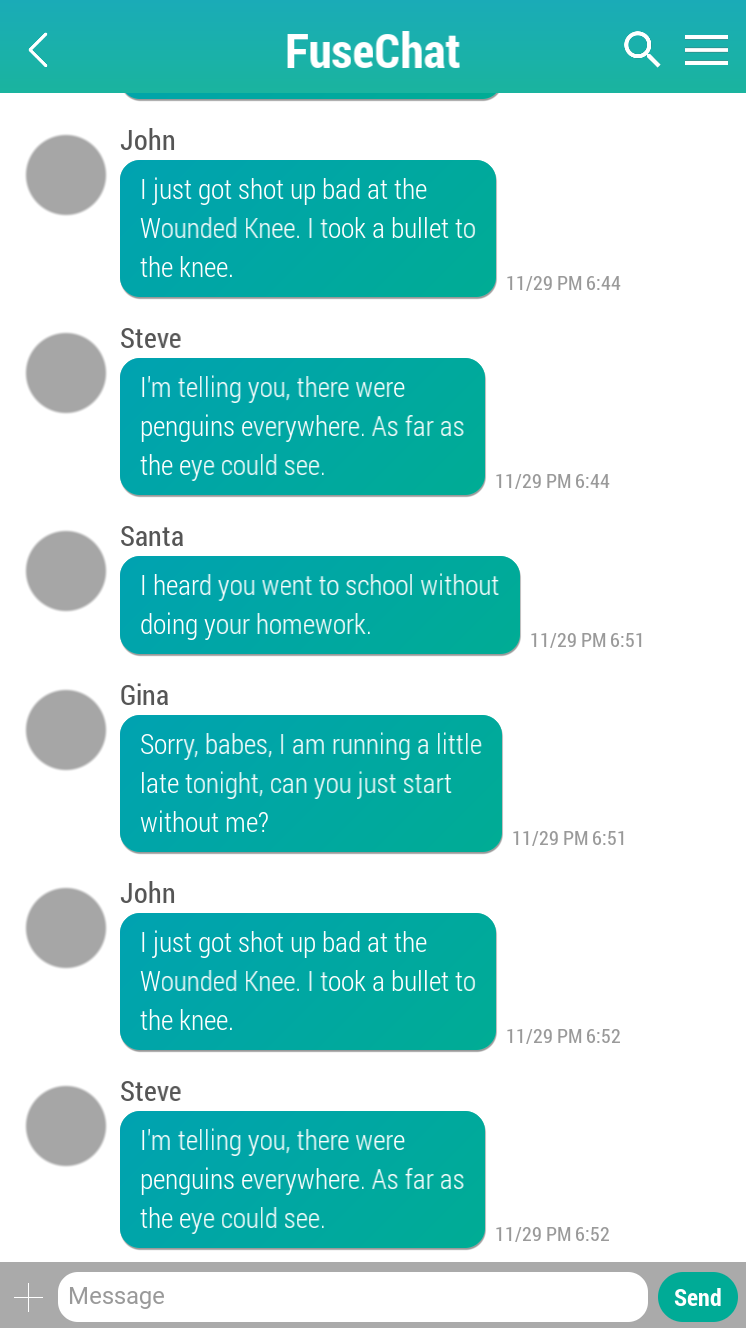 FuseChat
John
I just got shot up bad at the
Wounded Knee. I took a bullet to
the knee.
11/29 PM 6:44
Steve
I'm telling you, there were
penguins everywhere. As far as
the eye could see.
11/29 PM 6:44
Santa
I heard you went to school without
doing your homework.
11/29 PM 6:51
Gina
Sorry, babes, I am running a little
late tonight, can you just start
without me?
11/29 PM 6:51
John
I just got shot up bad at the
Wounded Knee. I took a bullet to
the knee.
11/29 PM 6:52
Steve
I'm telling you, there were
penguins everywhere. As far as
the eye could see.
11/29 PM 6:52
Message
Send